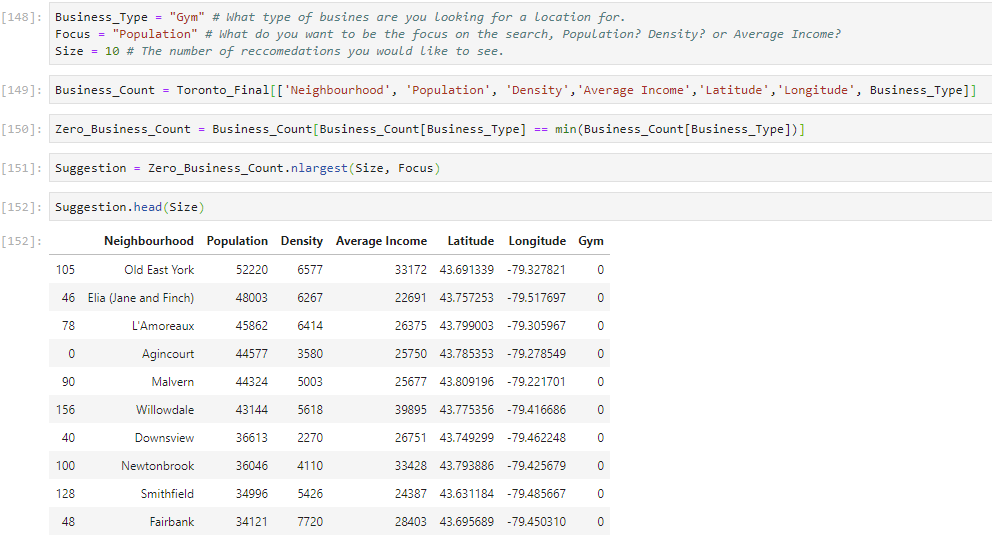 [148]: Business_Type = "Gym" # What type of busines are you looking for a location for.
Focus = "Population" # What do you want to be the focus on the search, Population? Density? or Average Income?
Size = 10 # The number of reccomedations you would like to see.
[149]: Business_Count = Toronto_Final[['Neighbourhood', 'Population', 'Density','Average Income','Latitude','Longitude', Business_Type]]
[150]: Zero_Business_Count = Business_Count[Business_Count[Business_Type] == min(Business_Count[Business_Type])]
[151]: Suggestion = Zero_Business_Count.nlargest(Size, Focus)
[152]: Suggestion.head(Size)
[152]: Neighbourhood Population Density Average Income Latitude Longitude Gym
105 Old East York 52220 6577 33172 43.691339 -79.327821 0
46 Elia (Jane and Finch) 48003 6267 22691 43.757253 -79.517697 0
78 L'Amoreaux 45862 6414 26375 43.799003 -79.305967 0
0 Agincourt 44577 3580 25750 43.785353 -79.278549 0
90 Malvern 44324 5003 25677 43.809196 -79.221701 0
156 Willowdale 43144 5618 39895 43.775356 -79.416686 0
40 Downsview 36613 2270 26751 43.749299 -79.462248 0
100 Newtonbrook 36046 4110 33428 43.793886 -79.425679 0
128 Smithfield 34996 5426 24387 43.631184 -79.485667 0
48 Fairbank 34121 7720 28403 43.695689 -79.450310 0